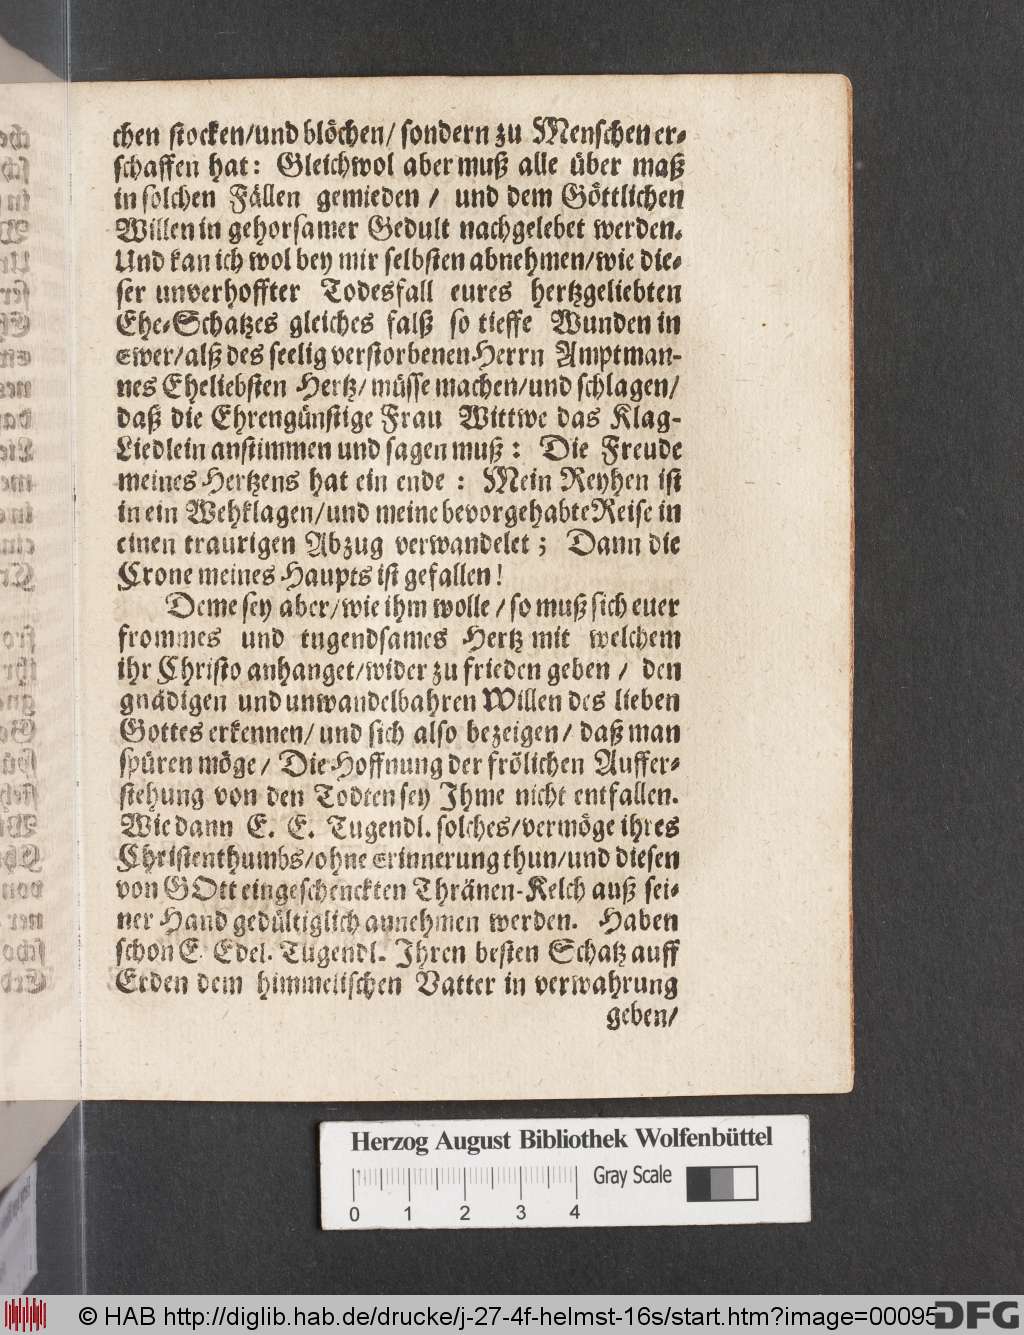 chen stocken/und blöchen/ sondern zu Menschen er-
schaffen hat: Gleichwol aber muß alle über maß
in solchen Fällen gemieden / und dem Göttlichen
Willen in gehorsamer Gedult nachgelebet werden.
Und kan ich wol bey mir selbsten abnehmen/wie die-
ser unverhoffter Todesfall eures hertzgeliebten
Ehe-Schatzes gleiches falß so tieffe Wunden in
ewer/alß des seelig verstorbenen Herrn Amptman-
nes Eheliebsten Hertz/müsse machen/und schlagen/
daß die Ehrengünstige Frau Wittwe das Klag-
Liedlein anstimmen und sagen muß: Die Freude
meines Hertzens hat ein ende : Mein Reyhen ist
in ein Wehklagen/und meine bevorgehabte Reise in
einen traurigen Abzug verwandelet; Dann die
Crone meines Haupts ist gefallen!
Deme sey aber/wie ihm wolle/so muß sich euer
frommes und tugendsames Hertz mit welchem
ihr Christo anhanget/wider zu frieden geben / den
gnädigen und unwandelbahren Willen des lieben
Gottes erkennen/und sich also bezeigen/daß man
spüren möge/ Die Hoffnung der frölichen Auffer-
stehung von den Todten sey Ihme nicht entfallen.
Wie dann E. E. Tugendl. solches/vermöge ihres
Christenthumbs/ohne erinnerung thun/und diesen
von GOtt eingeschenckten Thränen-Kelch auß sei-
ner Hand gedültiglich annehmen werden. Haben
schon E. Edel. Tugendl. Ihren besten Schatz auff
Erden dem himmelischen Vatter in verwahrung
geben/
Herzog August Bibliothek Wolfenbüttel
0 1 2 3 4
Gray Scale
© HAB http://diglib.hab.de/drucke/j-27-4f-helmst-16s/start.htm?image=00095
DFG